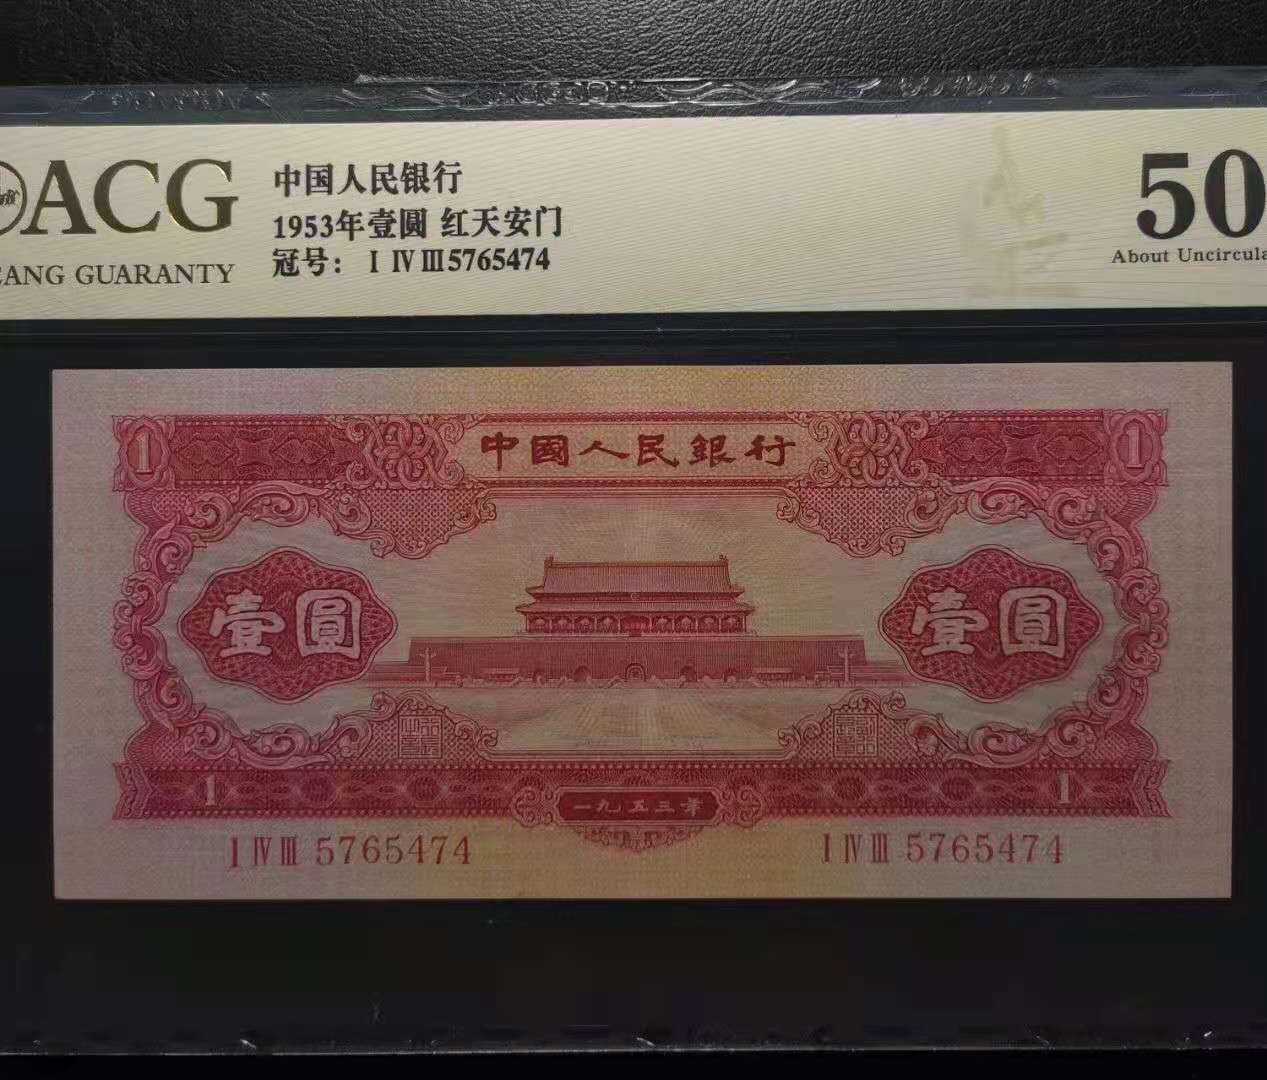 ACG
CANG GUARANTY
中国人民银行
1953年壹圆 红天安门
冠号: I IV III 5765474
50
About Uncircula
中國人民銀行
1
1
壹圓
壹圓
1
1
一九五三年
I IV III 5765474
I IV III 5765474